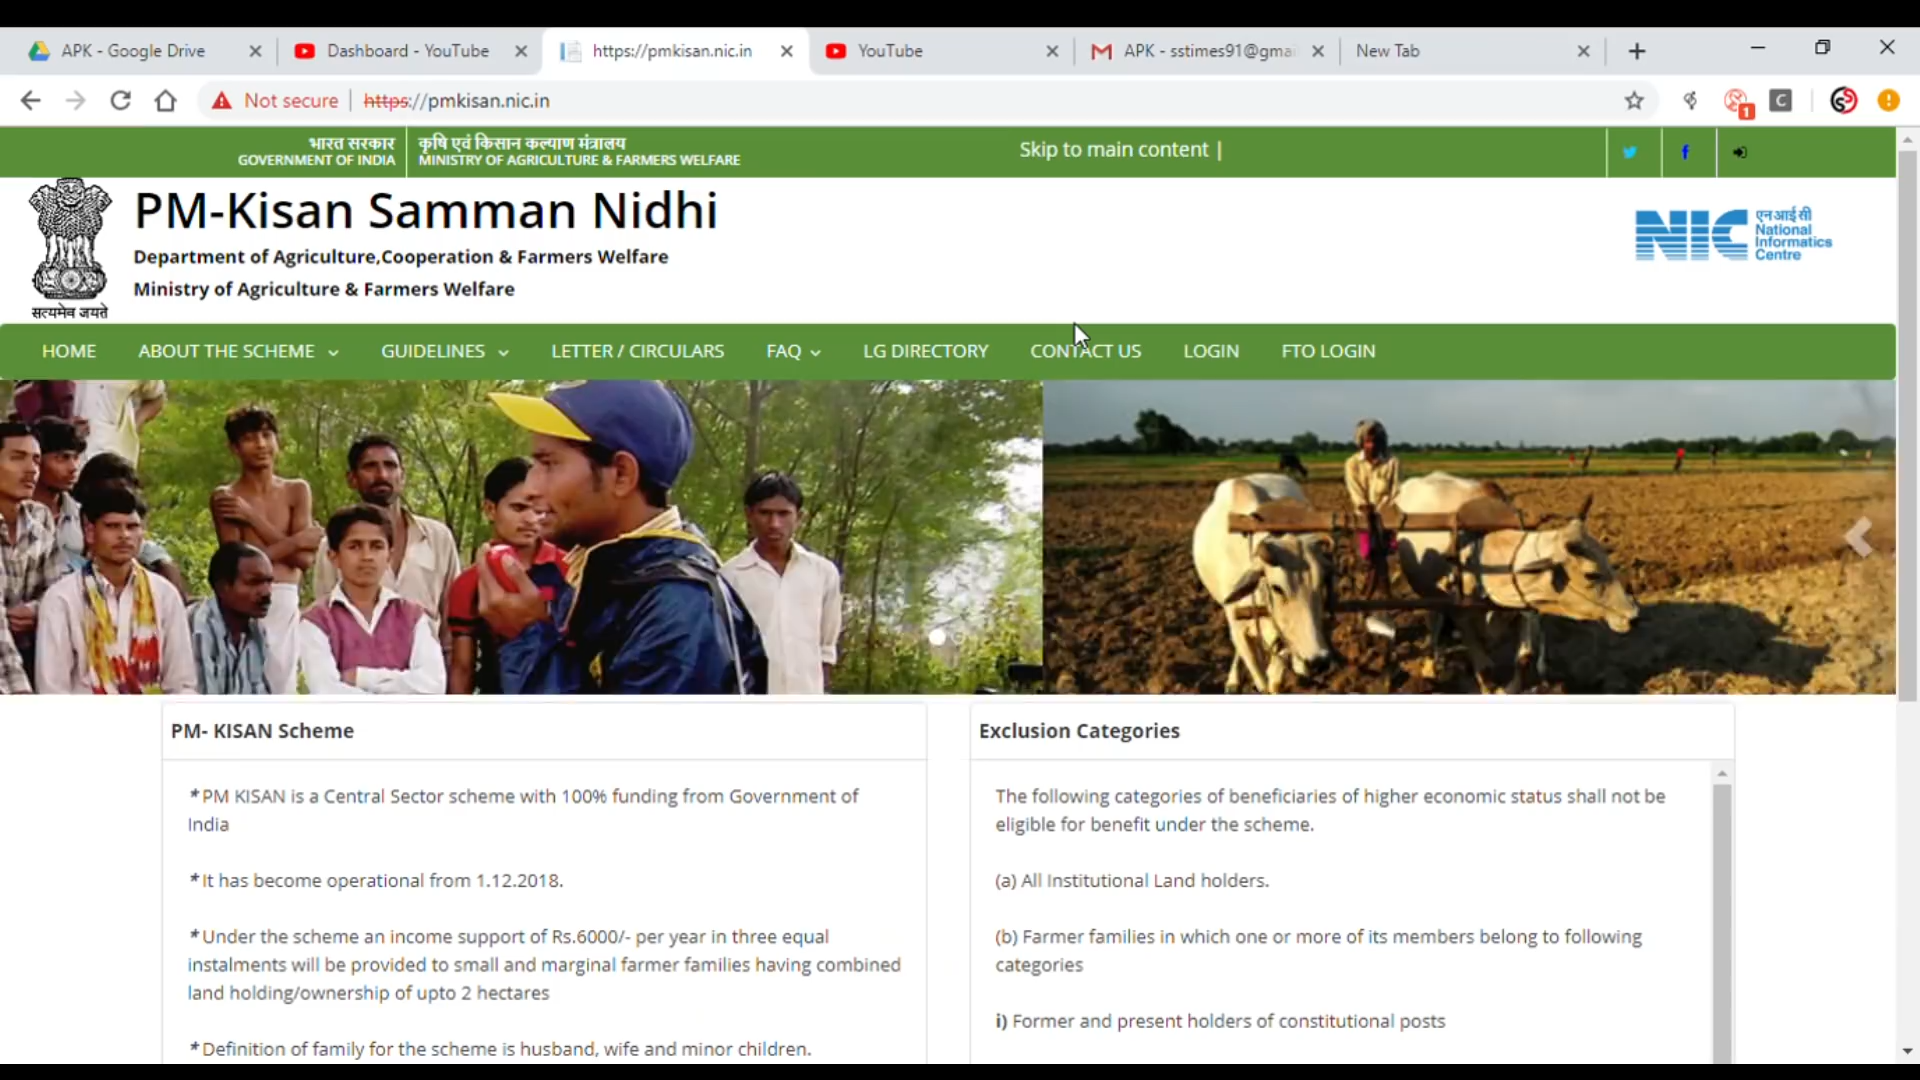 APK - Google Drive
Dashboard - YouTube
https://pmkisan.nic.in
YouTube
APK - sstimes91@gmai
New Tab
Not secure
https://pmkisan.nic.in
1
C
भारत सरकार
GOVERNMENT OF INDIA
कृषि एवं किसान कल्याण मंत्रालय
MINISTRY OF AGRICULTURE & FARMERS WELFARE
Skip to main content |
PM-Kisan Samman Nidhi
Department of Agriculture,Cooperation & Farmers Welfare
Ministry of Agriculture & Farmers Welfare
सत्यमेव जयते
NIC
एन आई सी
National
Informatics
Centre
HOME
ABOUT THE SCHEME
GUIDELINES
LETTER / CIRCULARS
FAQ
LG DIRECTORY
CONTACT US
LOGIN
FTO LOGIN
PM- KISAN Scheme
*PM KISAN is a Central Sector scheme with 100% funding from Government of
India
*It has become operational from 1.12.2018.
*Under the scheme an income support of Rs.6000/- per year in three equal
instalments will be provided to small and marginal farmer families having combined
land holding/ownership of upto 2 hectares
*Definition of family for the scheme is husband, wife and minor children.
Exclusion Categories
The following categories of beneficiaries of higher economic status shall not be
eligible for benefit under the scheme.
(a) All Institutional Land holders.
(b) Farmer families in which one or more of its members belong to following
categories
i) Former and present holders of constitutional posts